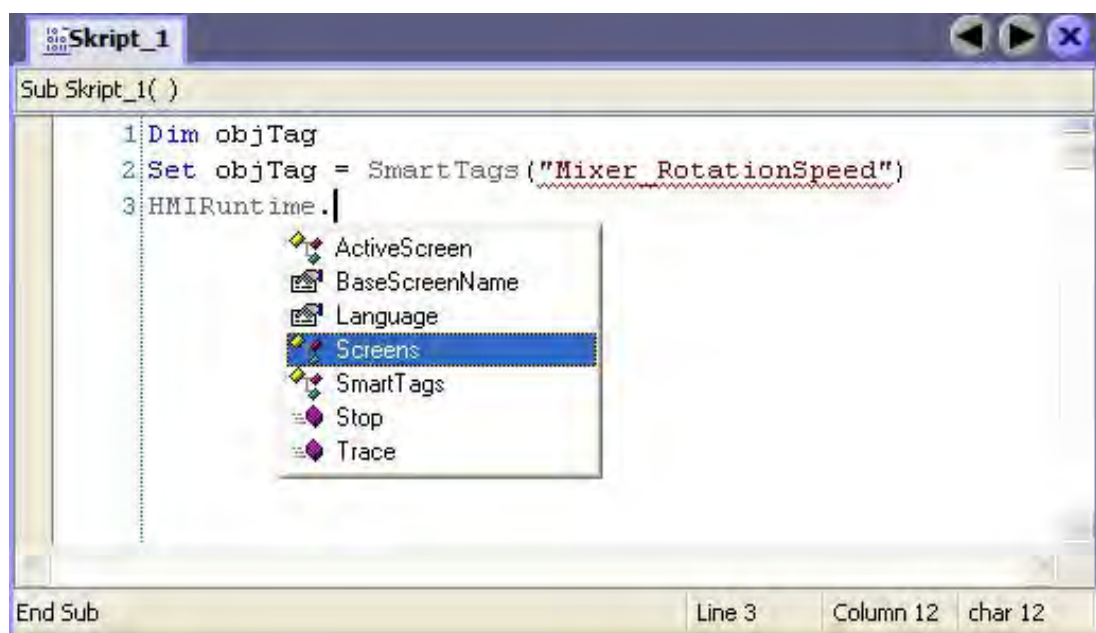 Skript_1
Sub Skript_1( )
1 Dim objTag
2 Set objTag = SmartTags("Mixer_RotationSpeed")
3 HMIRuntime.
ActiveScreen
BaseScreenName
Language
Screens
SmartTags
Stop
Trace
End Sub Line 3 Column 12 char 12